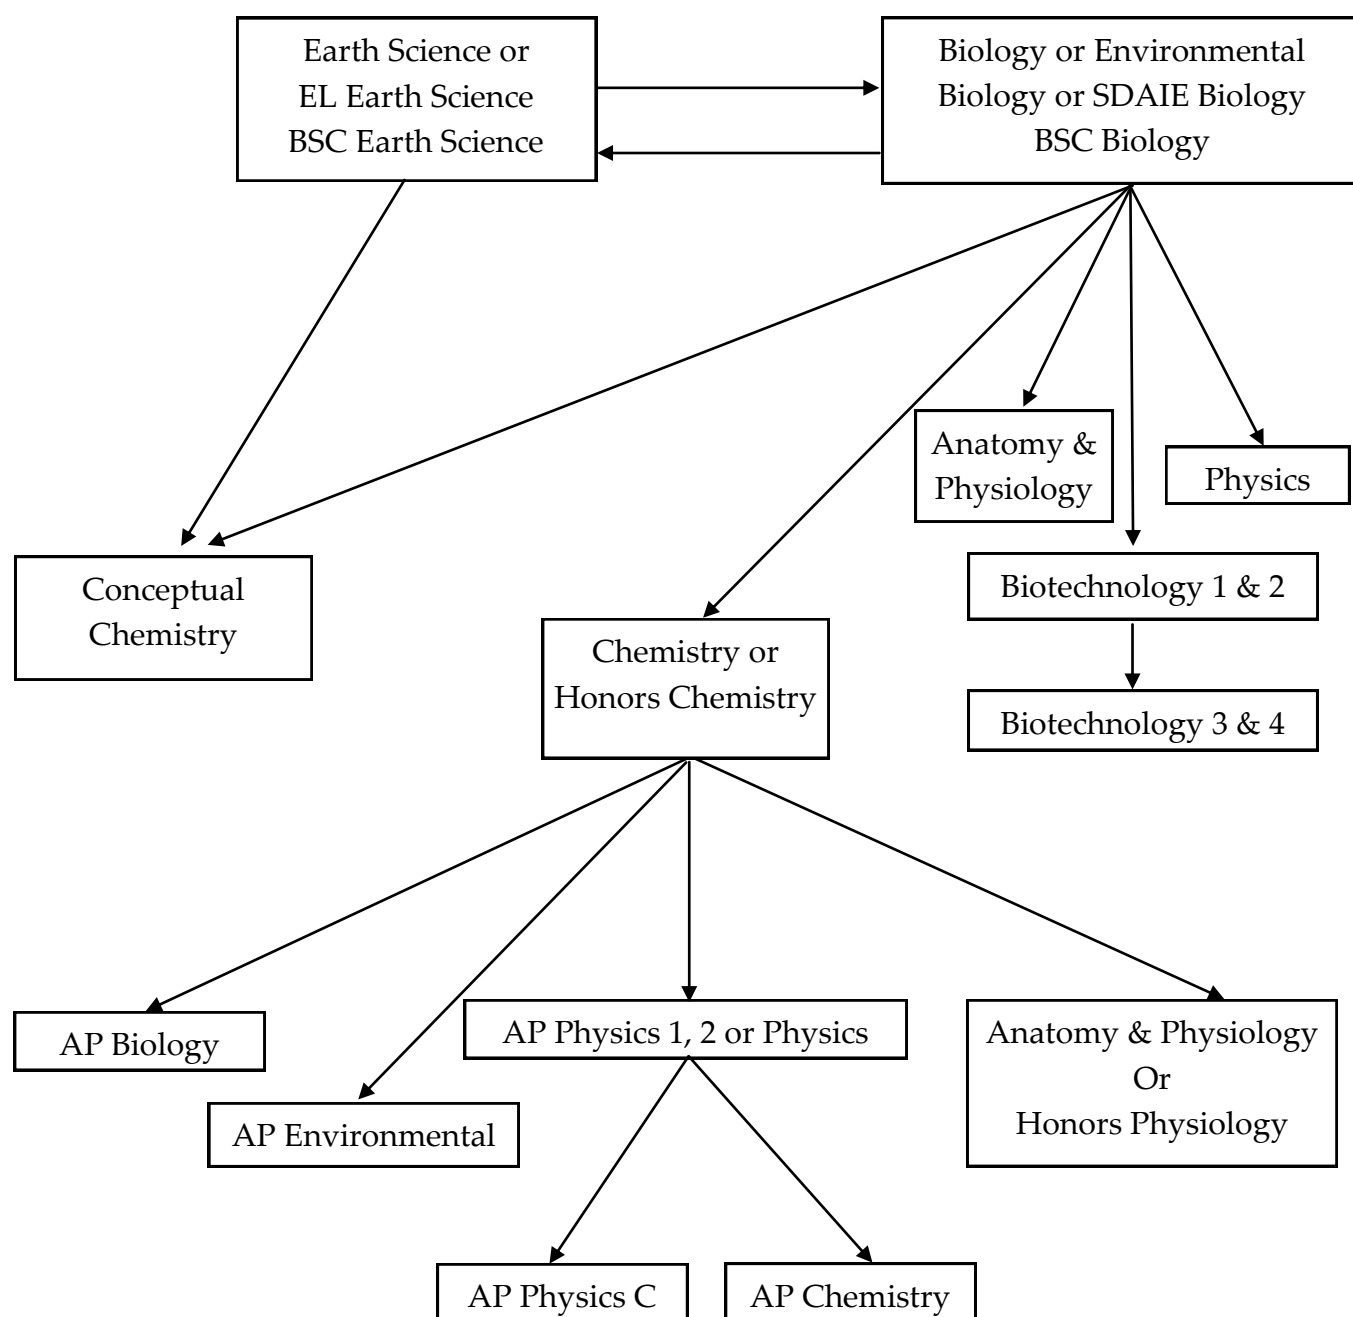 Earth Science or
EL Earth Science
BSC Earth Science
Biology or Environmental
Biology or SDAIE Biology
BSC Biology
Anatomy &
Physiology
Physics
Conceptual
Chemistry
Biotechnology 1 & 2
Chemistry or
Honors Chemistry
Biotechnology 3 & 4
AP Biology
AP Physics 1, 2 or Physics
Anatomy & Physiology
Or
Honors Physiology
AP Environmental
AP Physics C
AP Chemistry